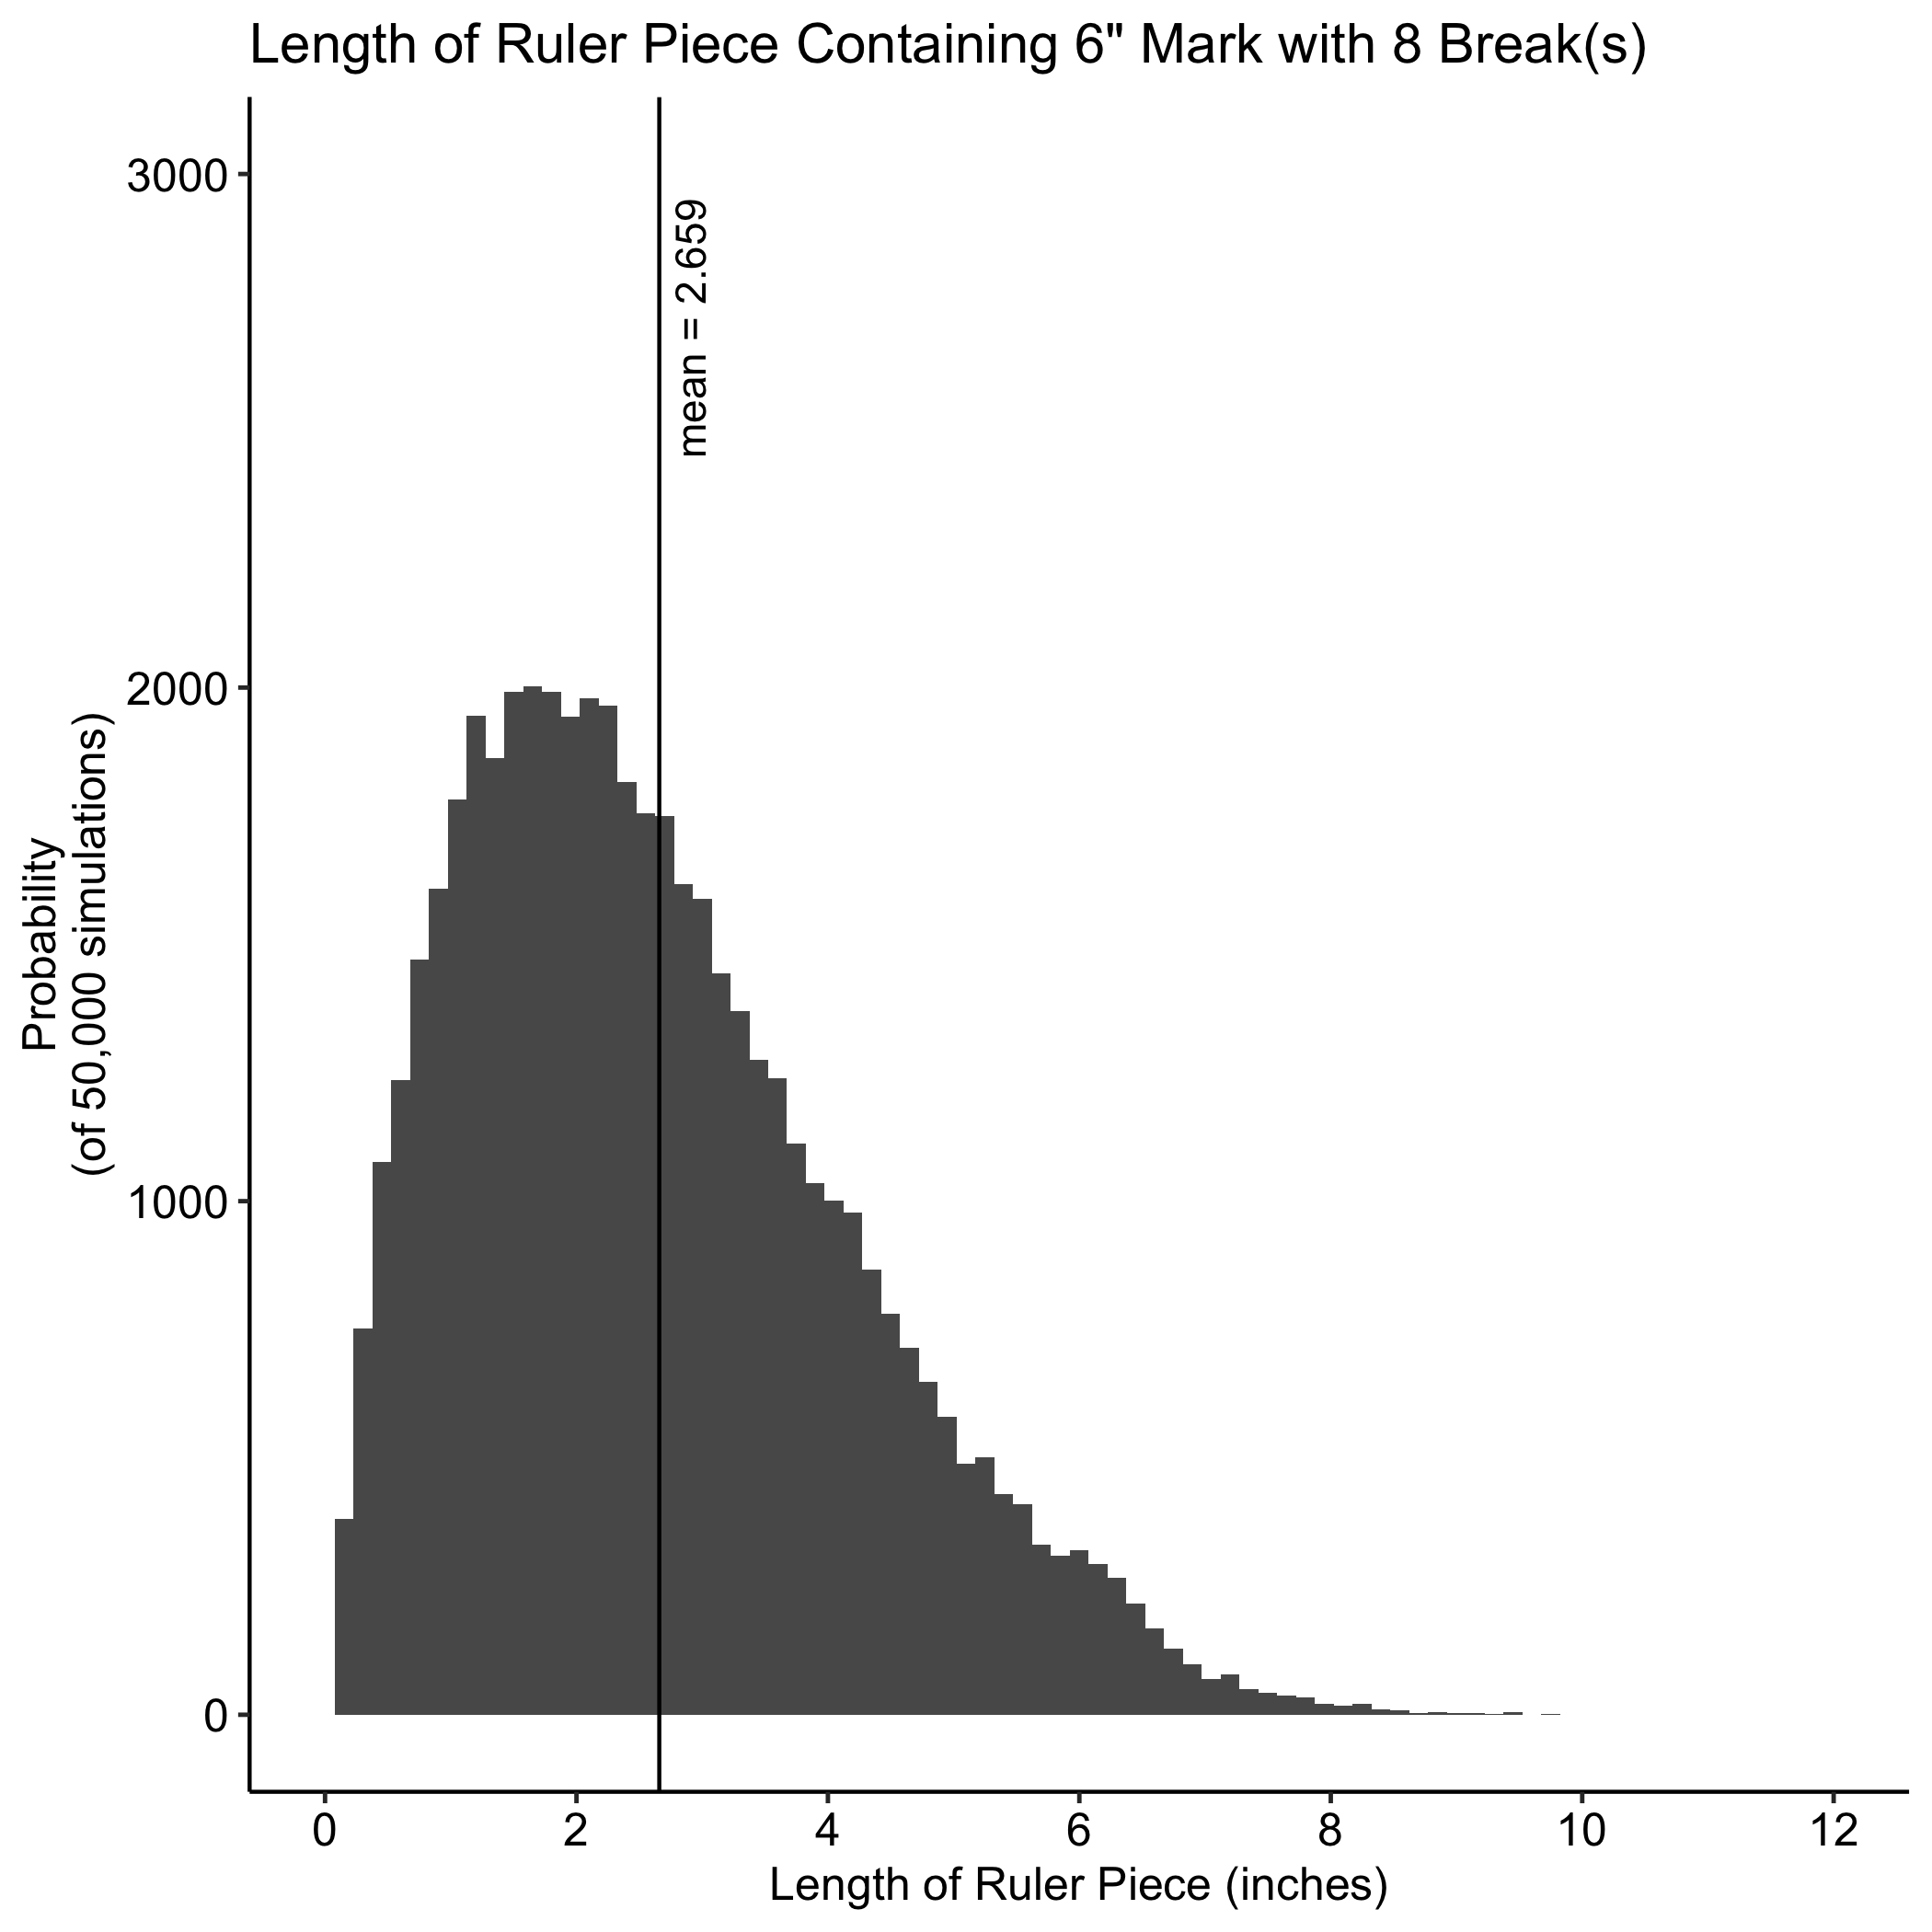 Length of Ruler Piece Containing 6" Mark with 8 Break(s)
Probability
(of 50,000 simulations)
3000
2000
1000
0
mean = 2.659
0 2 4 6 8 10 12
Length of Ruler Piece (inches)